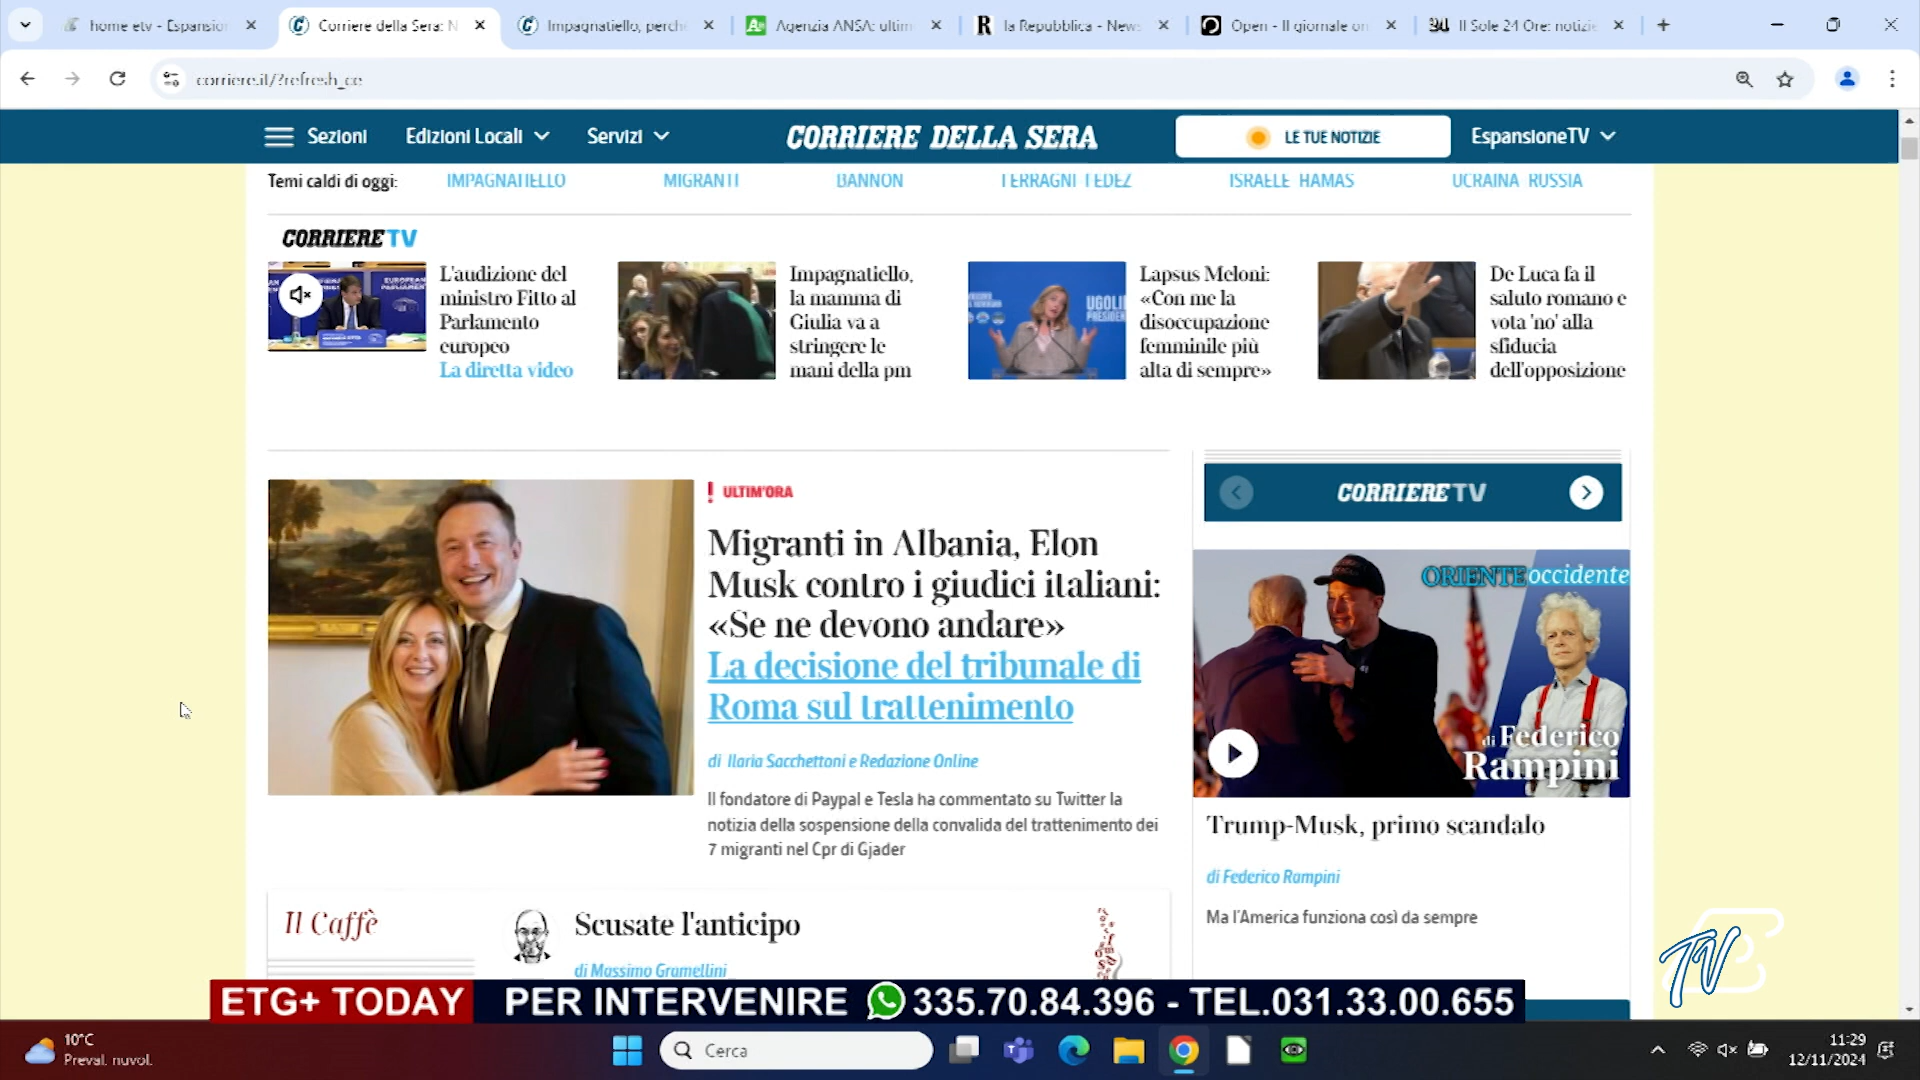 home etv - Espansion
Corriere della Sera: N
Impagnatiello, perché
Agenzia ANSA: ultim
la Repubblica - News
Open - Il giornale on
Il Sole 24 Ore: notizie
corriere.it/?refresh_ce
Sezioni
Edizioni Locali
Servizi
CORRIERE DELLA SERA
LE TUE NOTIZIE
EspansioneTV
Temi caldi di oggi:
IMPAGNATIELLO
MIGRANTI
BANNON
FERRAGNI FEDEZ
ISRAELE HAMAS
UCRAINA RUSSIA
CORRIERE TV
L'audizione del
ministro Fitto al
Parlamento
europeo
La diretta video
Impagnatiello,
la mamma di
Giulia va a
stringere le
mani della pm
Lapsus Meloni:
«Con me la
disoccupazione
femminile più
alta di sempre»
De Luca fa il
saluto romano e
vota 'no' alla
sfiducia
dell'opposizione
! ULTIM'ORA
Migranti in Albania, Elon
Musk contro i giudici italiani:
«Se ne devono andare»
La decisione del tribunale di
Roma sul trattenimento
di Ilaria Sacchettoni e Redazione Online
Il fondatore di Paypal e Tesla ha commentato su Twitter la
notizia della sospensione della convalida del trattenimento dei
7 migranti nel Cpr di Gjader
CORRIERE TV
ORIENTE occidente
di Federico
Rampini
Trump-Musk, primo scandalo
di Federico Rampini
Ma l'America funziona così da sempre
Il Caffè
Scusate l'anticipo
di Massimo Gramellini
TV
ETG+ TODAY
PER INTERVENIRE 335.70.84.396 - TEL.031.33.00.655
10°C
Preval. nuvol.
Cerca
11:29
12/11/2024